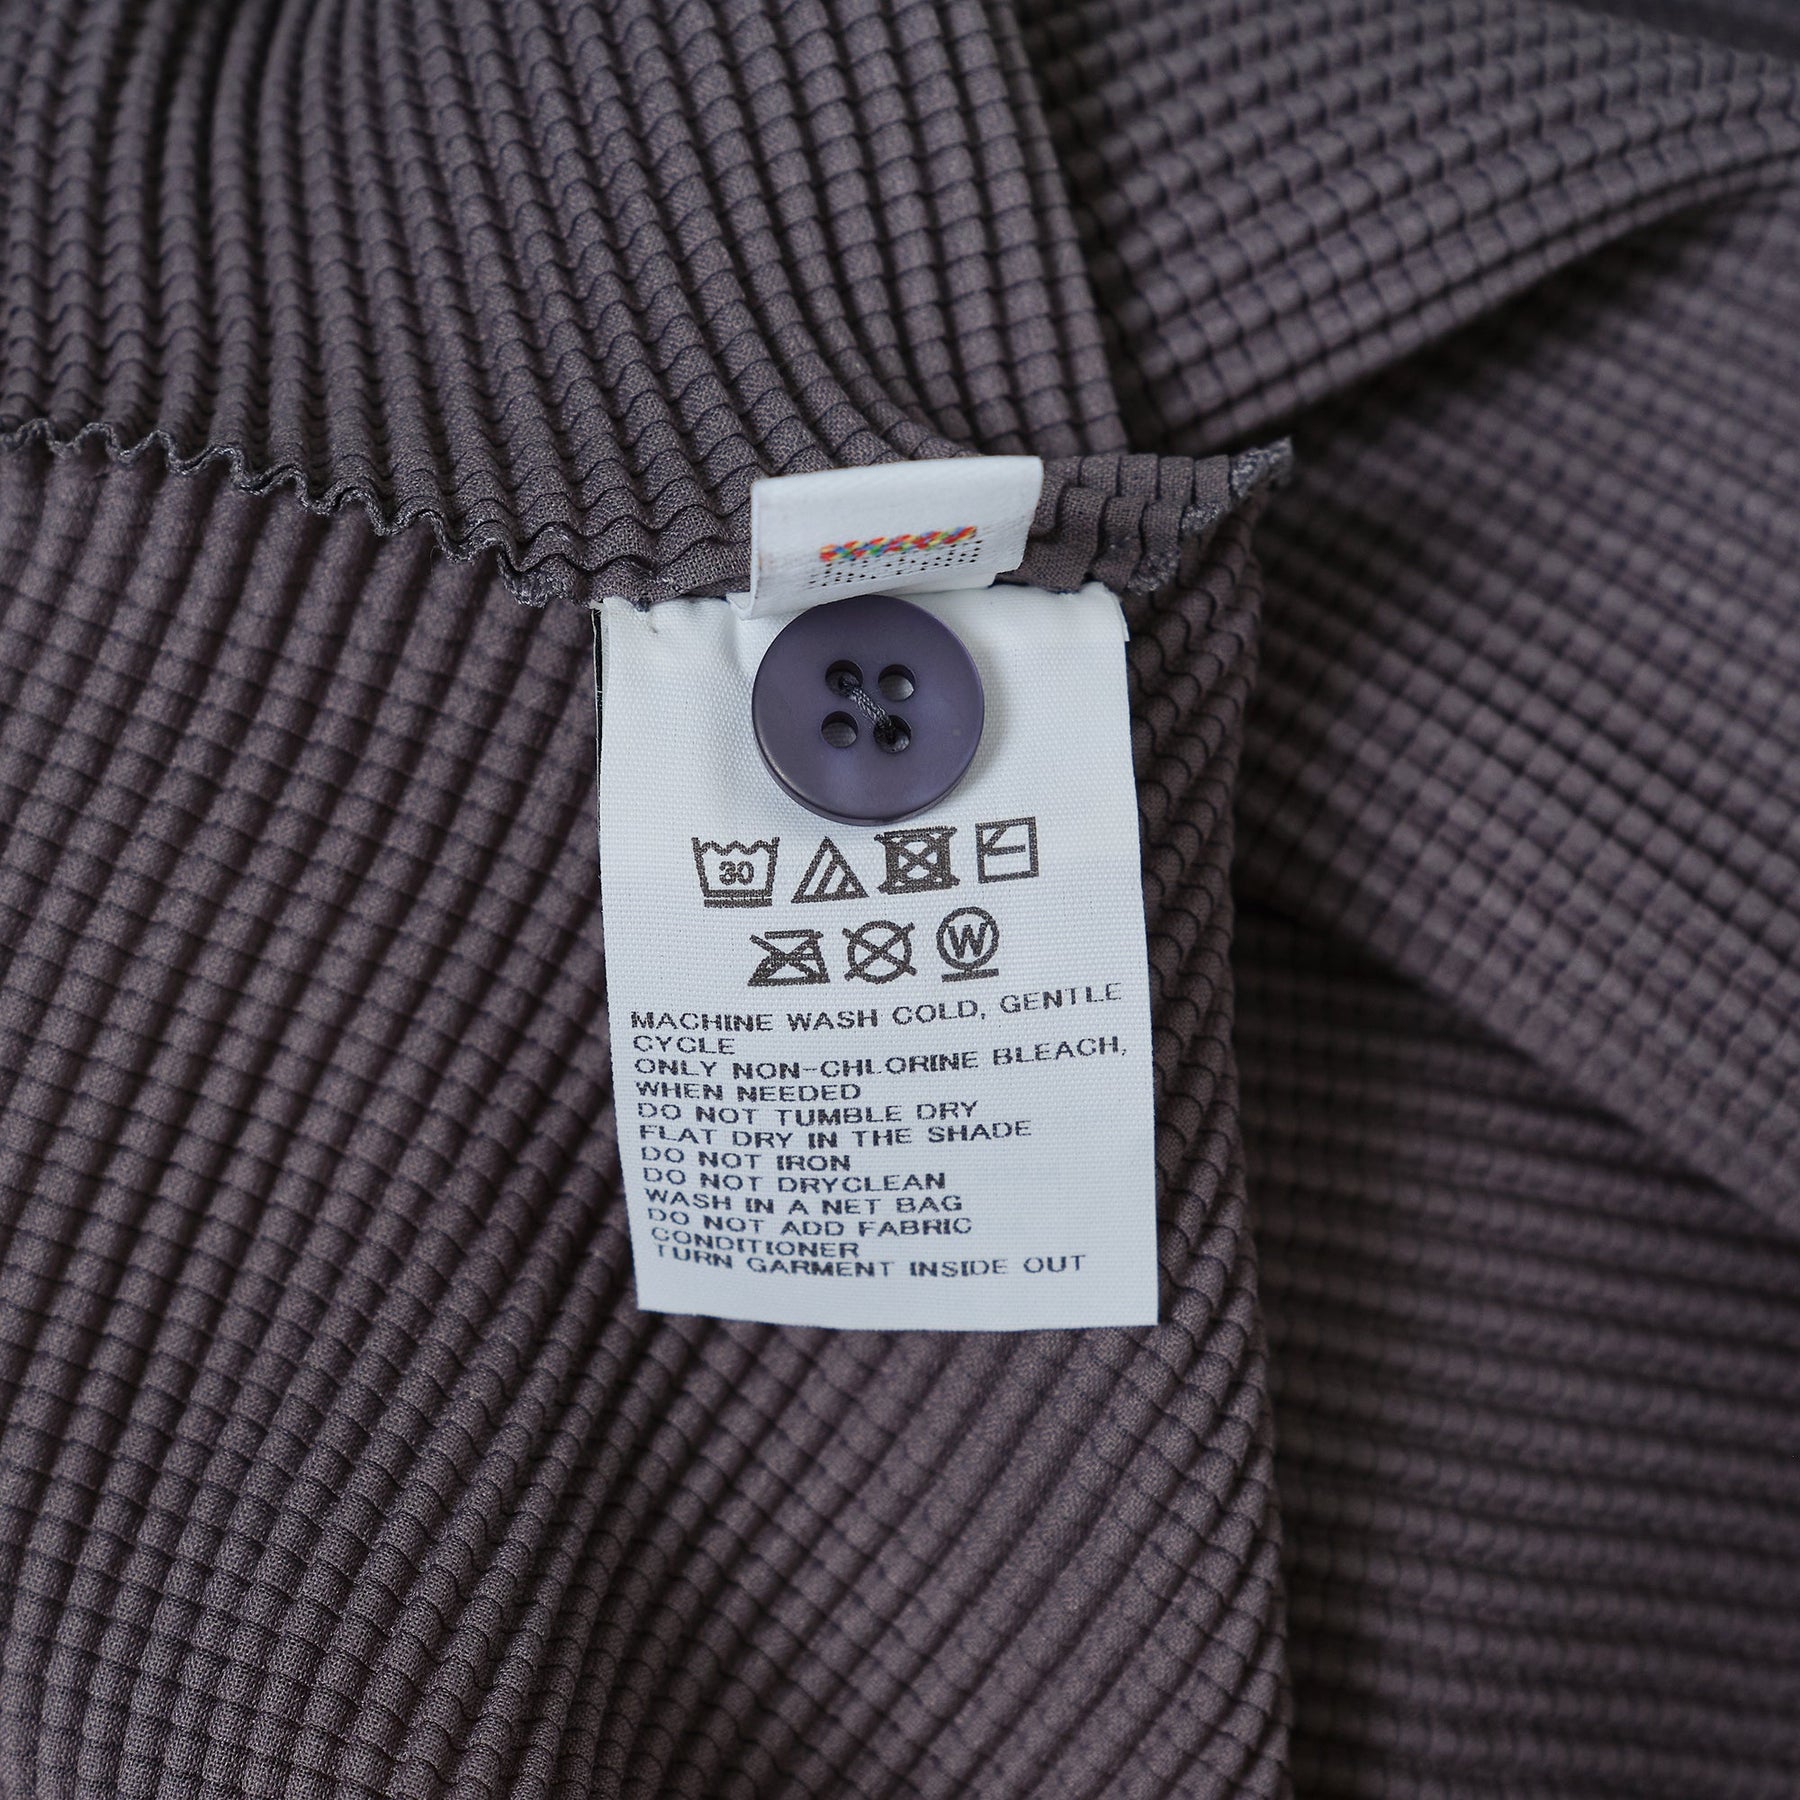 30
W
MACHINE WASH COLD, GENTLE
CYCLE
ONLY NON-CHLORINE BLEACH,
WHEN NEEDED
DO NOT TUMBLE DRY
FLAT DRY IN THE SHADE
DO NOT IRON
DO NOT DRYCLEAN
WASH IN A NET BAG
DO NOT ADD FABRIC
CONDITIONER
TURN GARMENT INSIDE OUT